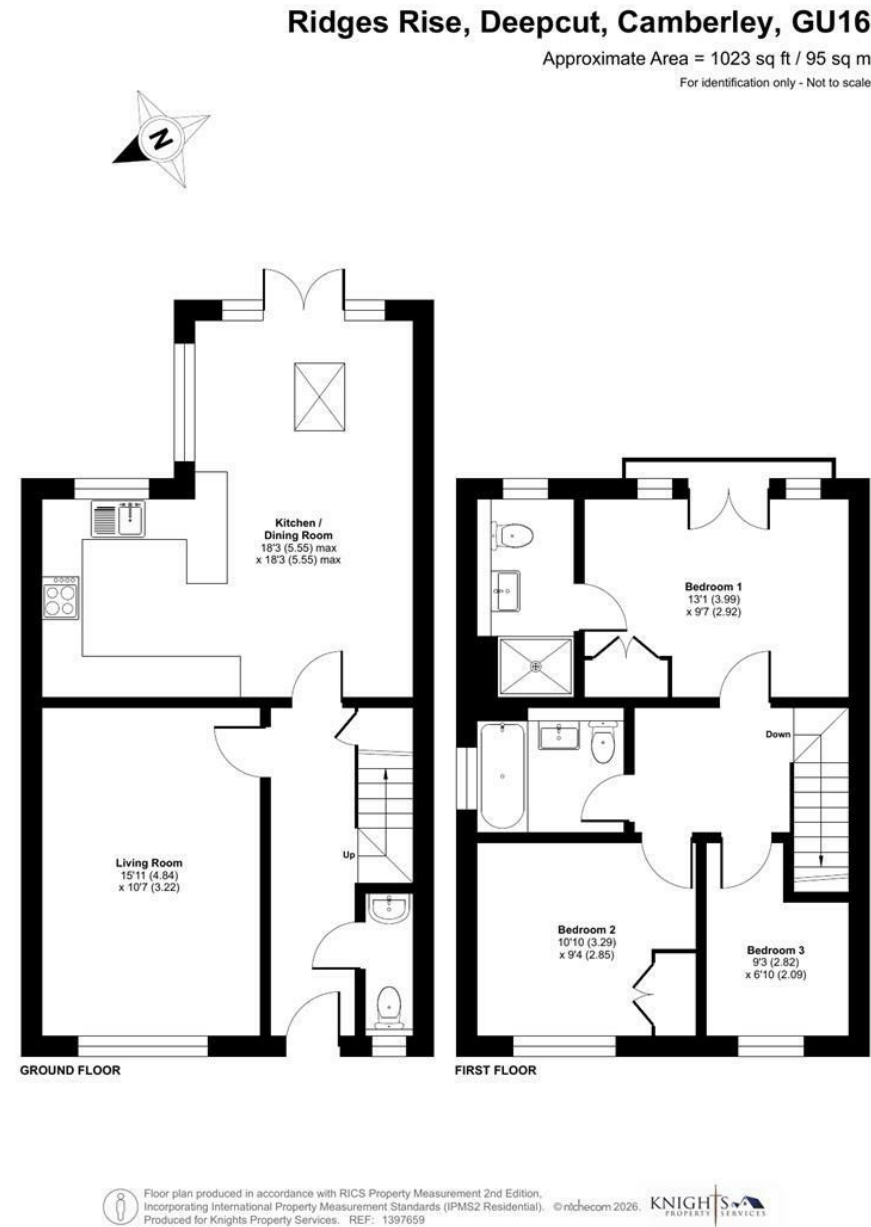 Ridges Rise, Deepcut, Camberley, GU16
Approximate Area = 1023 sq ft / 95 sq m
For identification only - Not to scale
N
Kitchen /
Dining Room
18'3 (5.55) max
x 18'3 (5.55) max
Bedroom 1
13'1 (3.99)
x 9'7 (2.92)
Down
Living Room
15'11 (4.84)
x 10'7 (3.22)
Up
Bedroom 2
10'10 (3.29)
x 9'4 (2.85)
Bedroom 3
9'3 (2.82)
x 6'10 (2.09)
GROUND FLOOR
FIRST FLOOR
Floor plan produced in accordance with RICS Property Measurement 2nd Edition,
Incorporating International Property Measurement Standards (IPMS2 Residential). © nichecom 2026.
Produced for Knights Property Services. REF: 1397659
KNIGHTS
PROPERTY SERVICES